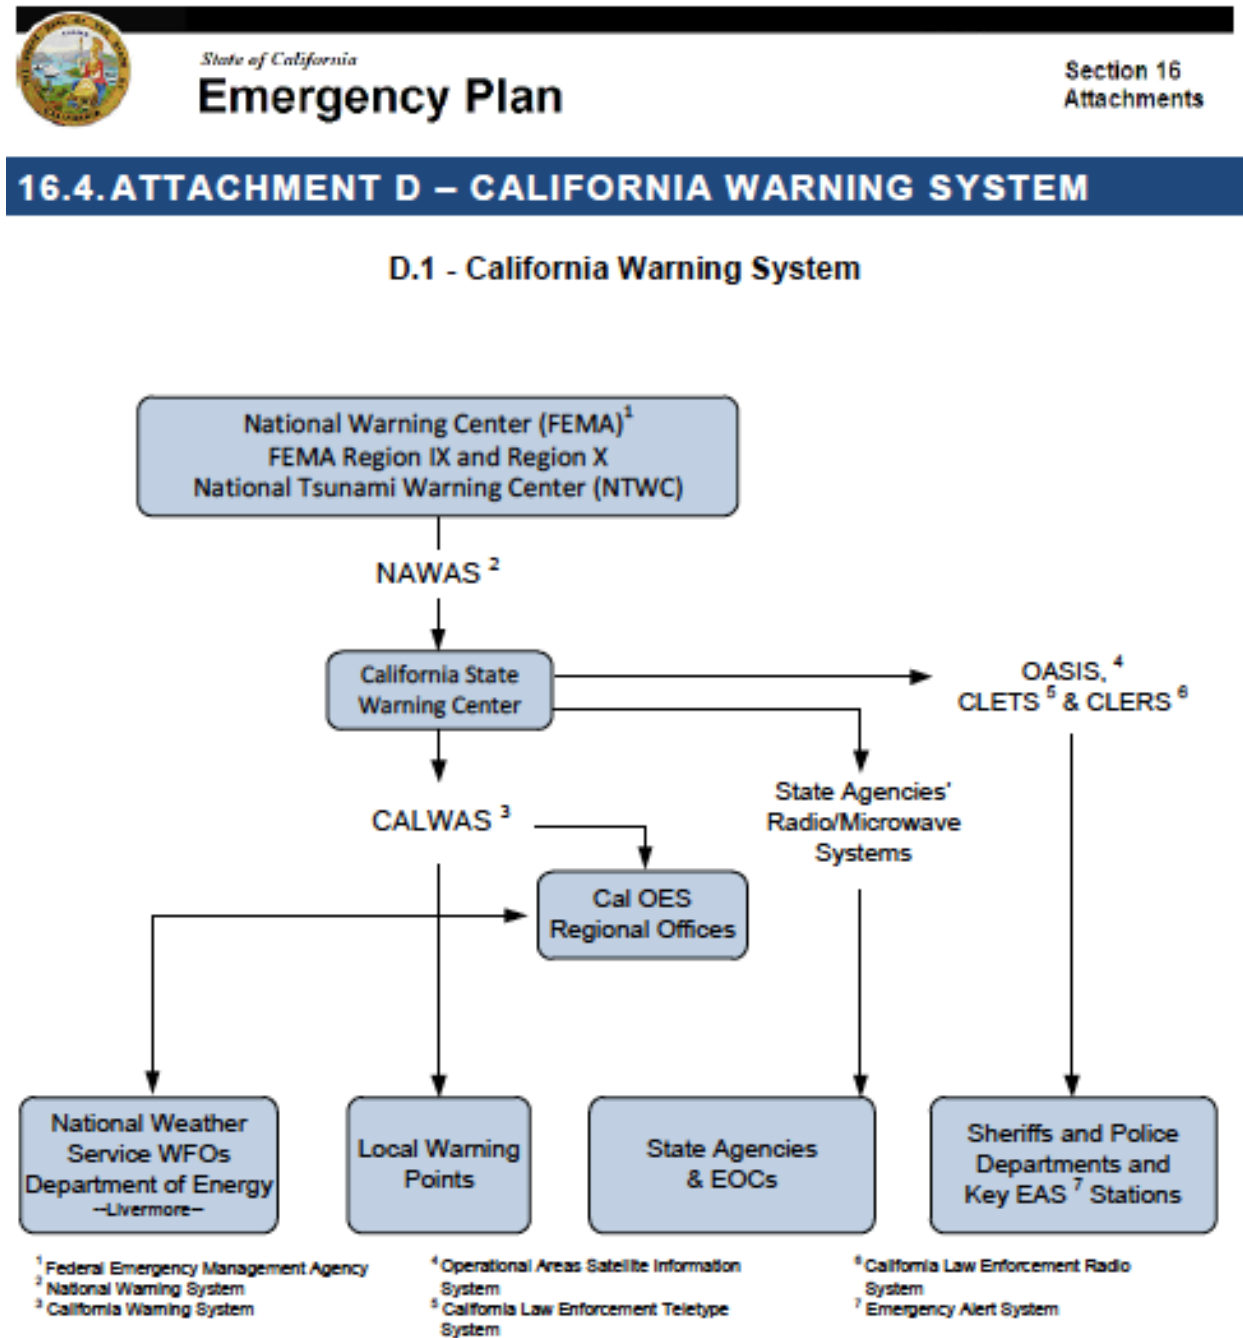 State of California
Emergency Plan
Section 16
Attachments
16.4. ATTACHMENT D – CALIFORNIA WARNING SYSTEM
D.1 - California Warning System
National Warning Center (FEMA)1
FEMA Region IX and Region X
National Tsunami Warning Center (NTWC)
NAWAS 2
California State
Warning Center
OASIS, 4
CLETS 5 & CLERS 6
State Agencies'
Radio/Microwave
Systems
CALWAS 3
Cal OES
Regional Offices
National Weather
Service WFOs
Department of Energy
--Livermore--
Local Warning
Points
State Agencies
& EOCs
Sheriffs and Police
Departments and
Key EAS 7 Stations
1 Federal Emergency Management Agency
2 National Warning System
3 California Warning System
4 Operational Areas Satellite Information
System
5 California Law Enforcement Teletype
System
6 California Law Enforcement Radio
System
7 Emergency Alert System